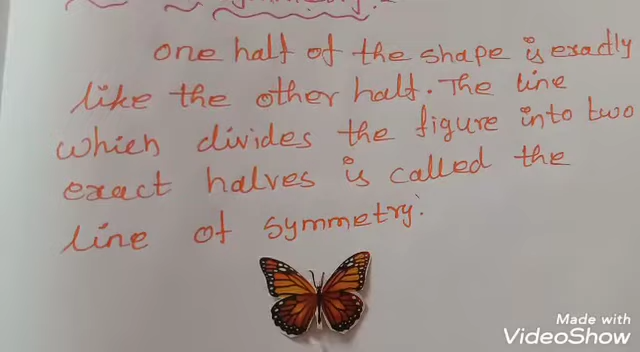 one half of the shape is exactly
like the other half. The line
which divides the figure into two
exact halves is called the
line of symmetry.
Made with
VideoShow